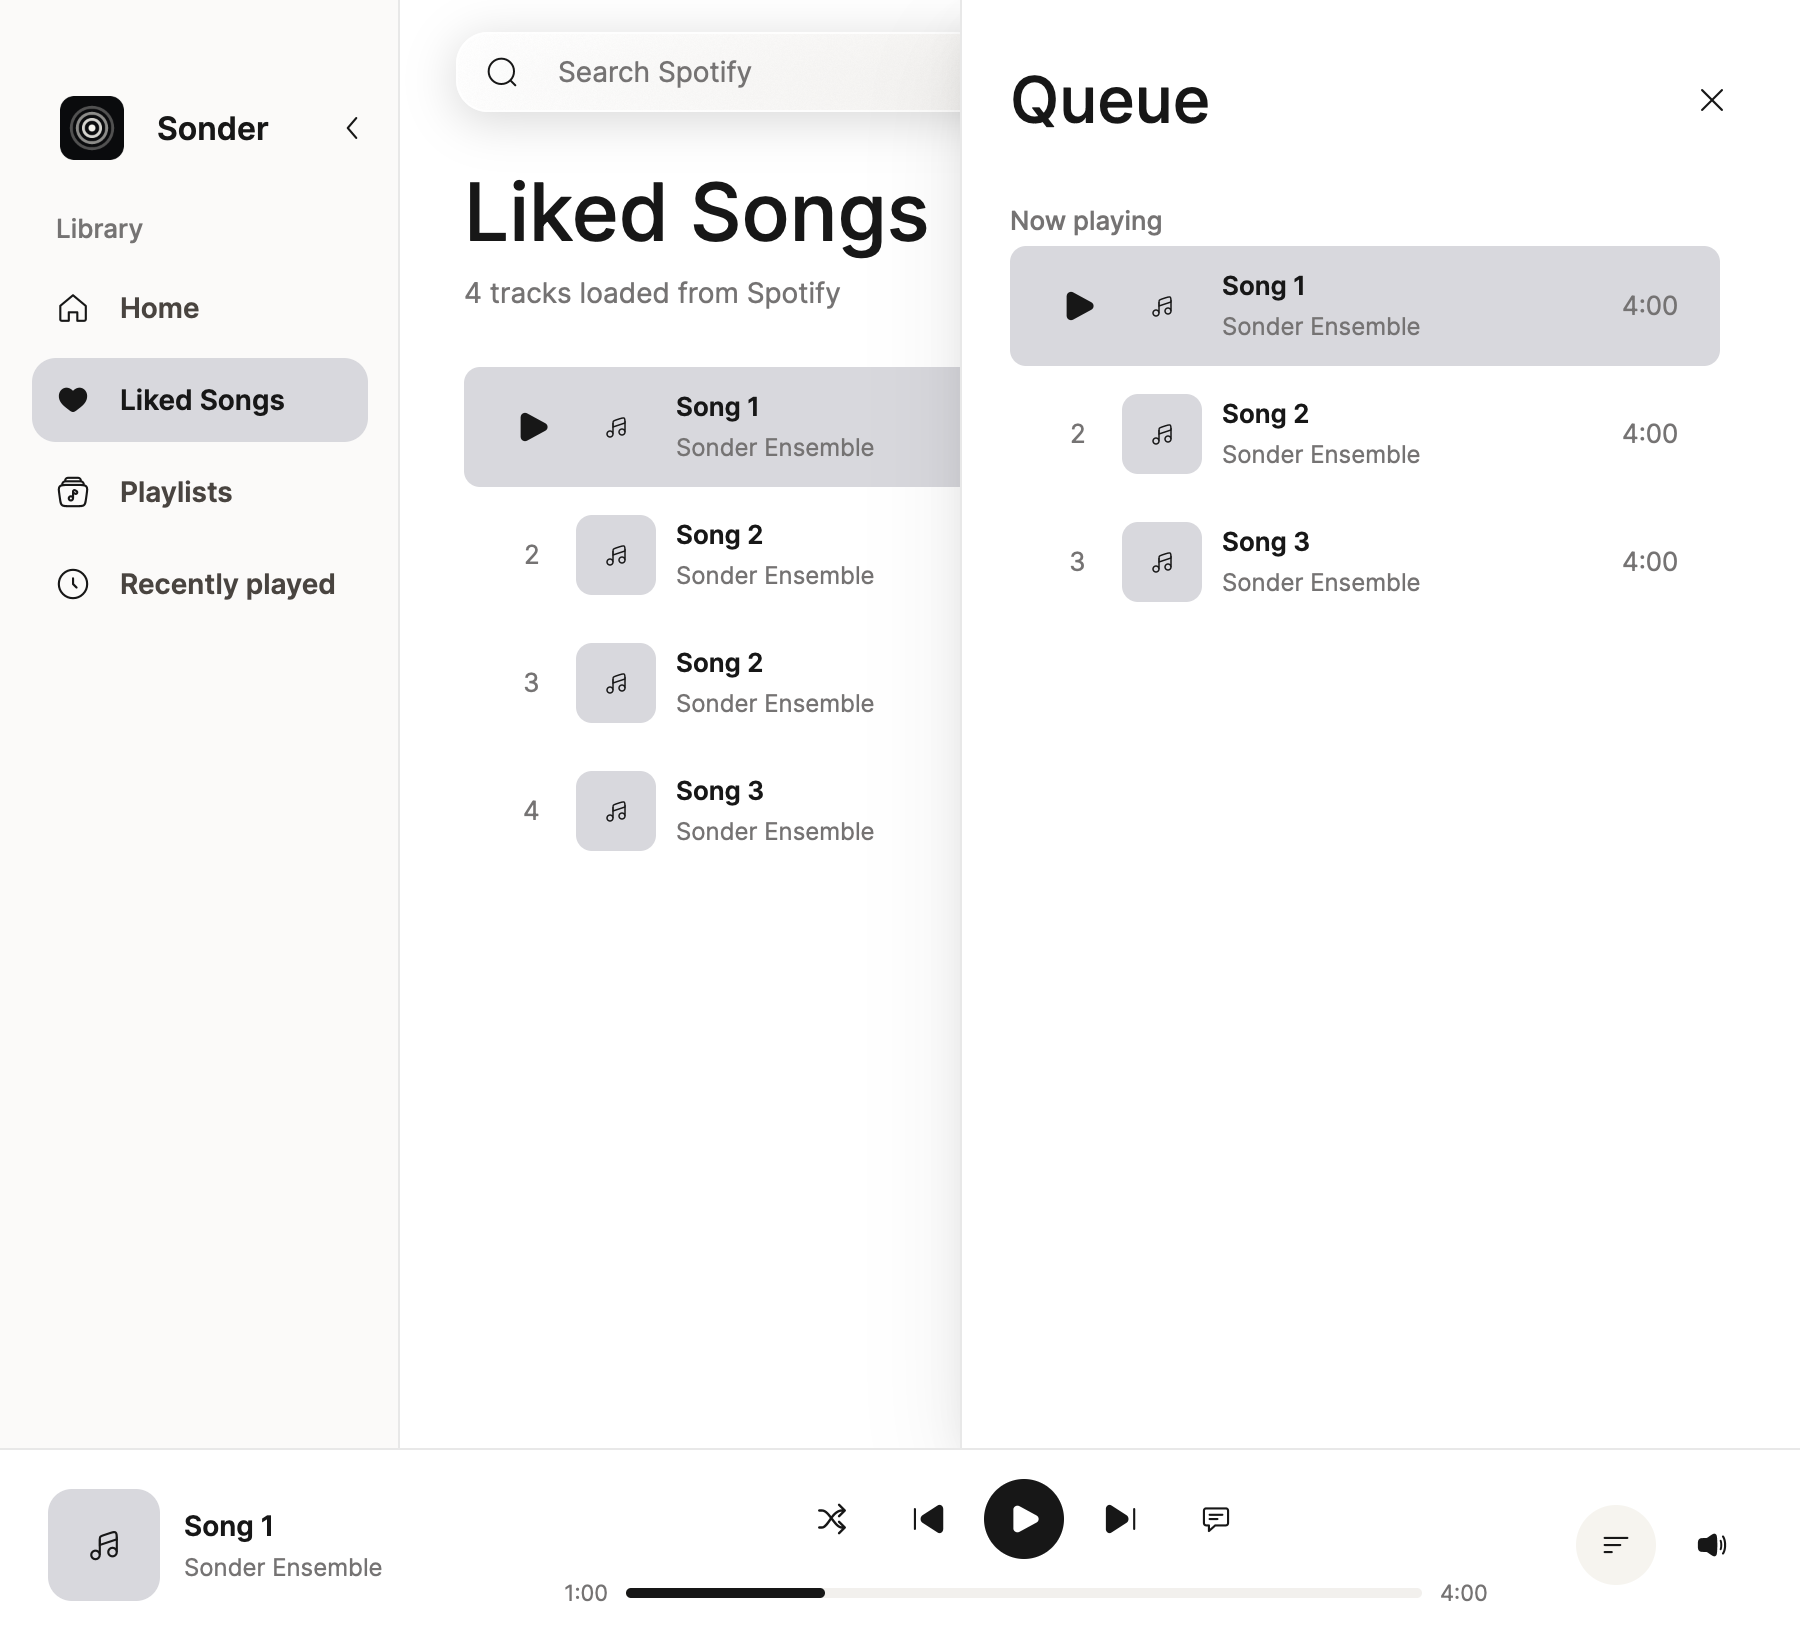 Sonder
Library
Home
Liked Songs
Playlists
Recently played
Search Spotify
Liked Songs
4 tracks loaded from Spotify
Song 1
Sonder Ensemble
2
Song 2
Sonder Ensemble
3
Song 2
Sonder Ensemble
4
Song 3
Sonder Ensemble
Queue
Now playing
Song 1
Sonder Ensemble
4:00
2
Song 2
Sonder Ensemble
4:00
3
Song 3
Sonder Ensemble
4:00
Song 1
Sonder Ensemble
1:00
4:00